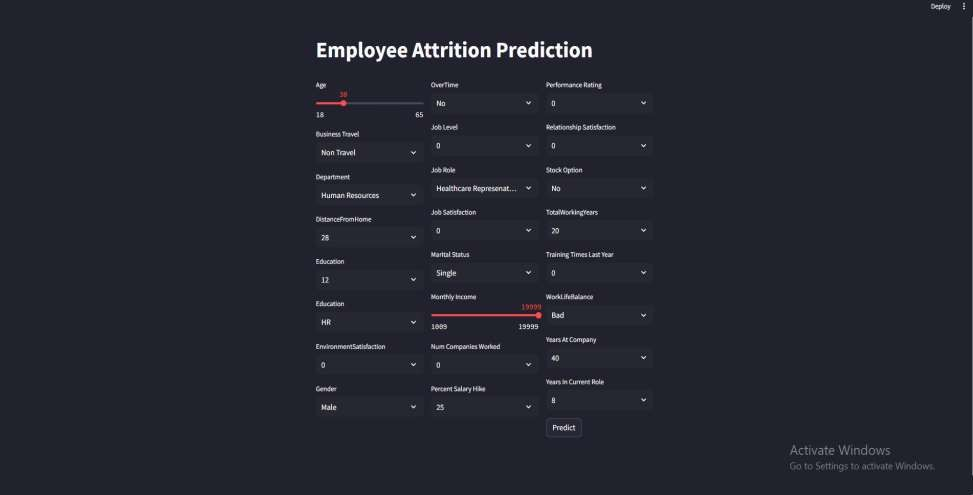 Deploy
Employee Attrition Prediction
Age
30
18 65
Business Travel
Non Travel
Department
Human Resources
DistanceFromHome
28
Education
12
Education
HR
EnvironmentSatisfaction
0
Gender
Male
OverTime
No
Job Level
0
Job Role
Healthcare Represenat...
Job Satisfaction
0
Marital Status
Single
Monthly Income
19999
1009 19999
Num Companies Worked
0
Percent Salary Hike
25
Performance Rating
0
Relationship Satisfaction
0
Stock Option
No
TotalWorkingYears
20
Training Times Last Year
0
WorkLifeBalance
Bad
Years At Company
40
Years In Current Role
8
Predict
Activate Windows
Go to Settings to activate Windows.